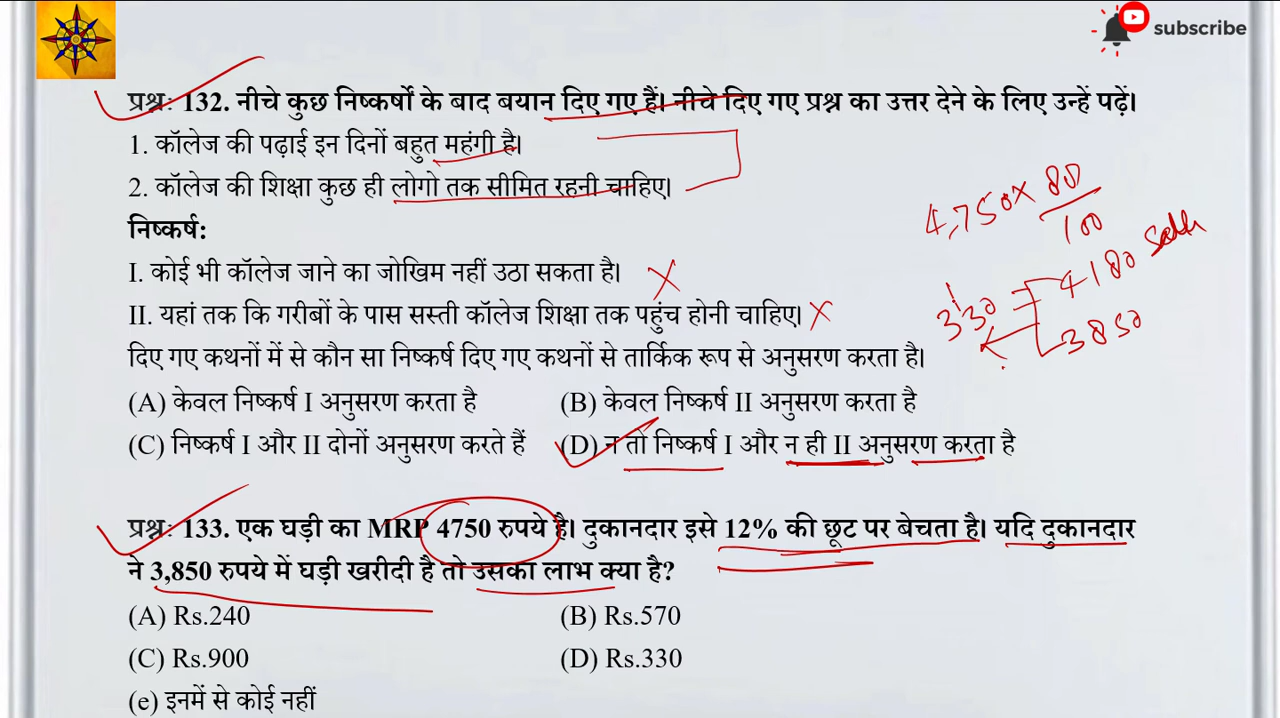 subscribe
प्रश्नः 132. नीचे कुछ निष्कर्षों के बाद बयान दिए गए हैं। नीचे दिए गए प्रश्न का उत्तर देने के लिए उन्हें पढ़ें।
1. कॉलेज की पढ़ाई इन दिनों बहुत महंगी है।
2. कॉलेज की शिक्षा कुछ ही लोगो तक सीमित रहनी चाहिए।
निष्कर्ष:
I. कोई भी कॉलेज जाने का जोखिम नहीं उठा सकता है।
II. यहां तक कि गरीबों के पास सस्ती कॉलेज शिक्षा तक पहुंच होनी चाहिए।
दिए गए कथनों में से कौन सा निष्कर्ष दिए गए कथनों से तार्किक रूप से अनुसरण करता है।
(A) केवल निष्कर्ष I अनुसरण करता है (B) केवल निष्कर्ष II अनुसरण करता है
(C) निष्कर्ष I और II दोनों अनुसरण करते हैं (D) न तो निष्कर्ष I और न ही II अनुसरण करता है
4,750 ×
100
4180
330
3850
प्रश्नः 133. एक घड़ी का MRP 4750 रुपये है। दुकानदार इसे 12% की छूट पर बेचता है। यदि दुकानदार
ने 3,850 रुपये में घड़ी खरीदी है तो उसका लाभ क्या है?
(A) Rs.240 (B) Rs.570
(C) Rs.900 (D) Rs.330
(e) इनमें से कोई नहीं